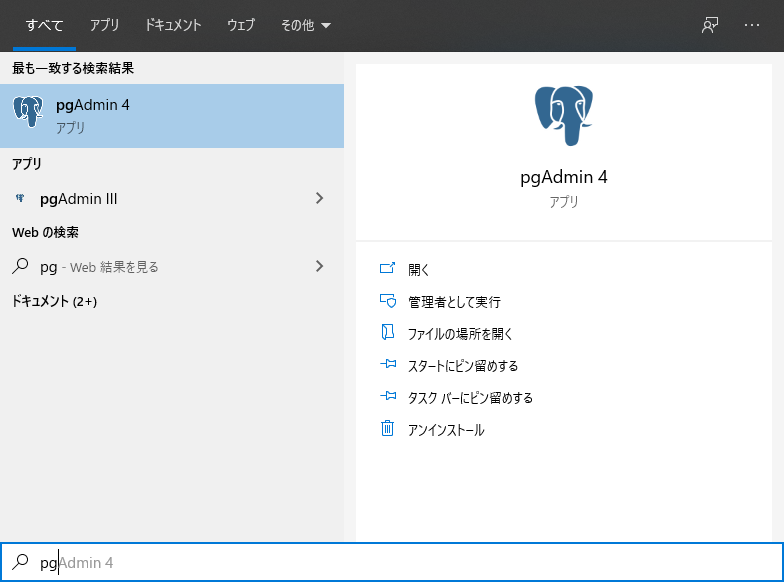 すべて アプリ ドキュメント ウェブ その他
最も一致する検索結果
pgAdmin 4
アプリ
アプリ
pgAdmin III
Web の検索
pg - Web 結果を見る
ドキュメント (2+)
pgAdmin 4
アプリ
開く
管理者として実行
ファイルの場所を開く
スタートにピン留めする
タスク バーにピン留めする
アンインストール
pgAdmin 4